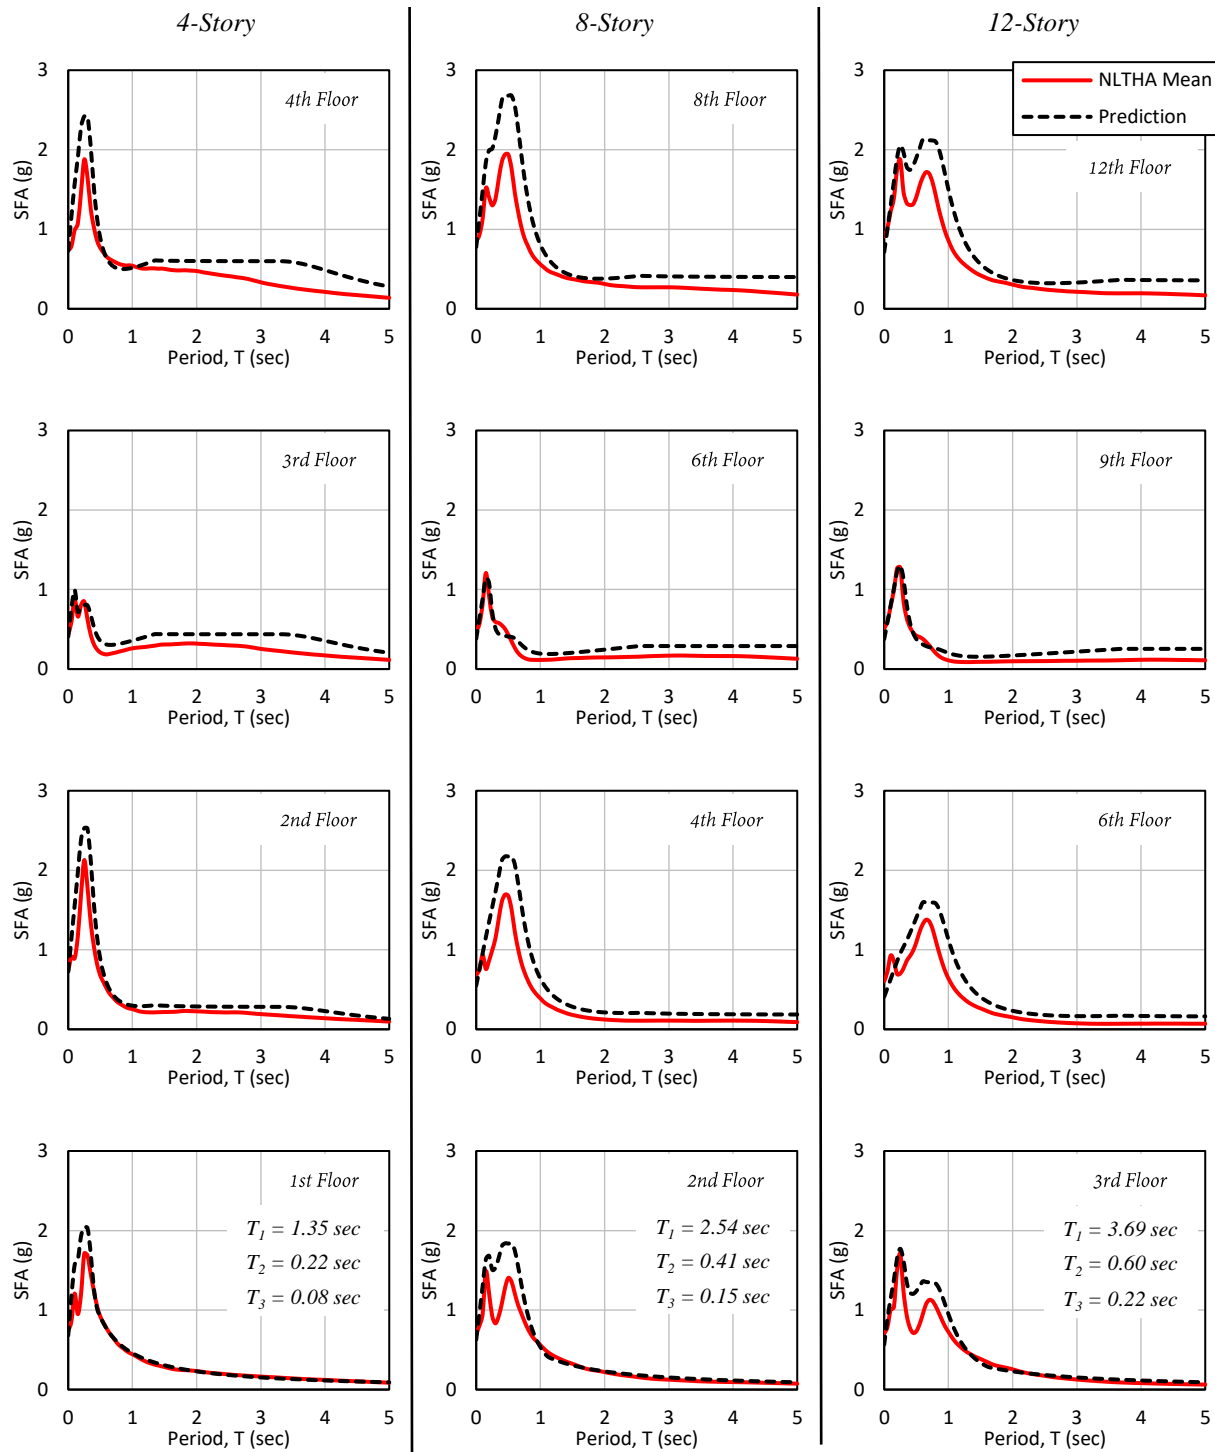 4-Story
8-Story
12-Story
NLTHA Mean
Prediction
4th Floor
3
2
1
0
SFA (g)
0 1 2 3 4 5
Period, T (sec)
8th Floor
3
2
1
0
SFA (g)
0 1 2 3 4 5
Period, T (sec)
12th Floor
3
2
1
0
SFA (g)
0 1 2 3 4 5
Period, T (sec)
3rd Floor
3
2
1
0
SFA (g)
0 1 2 3 4 5
Period, T (sec)
6th Floor
3
2
1
0
SFA (g)
0 1 2 3 4 5
Period, T (sec)
9th Floor
3
2
1
0
SFA (g)
0 1 2 3 4 5
Period, T (sec)
2nd Floor
3
2
1
0
SFA (g)
0 1 2 3 4 5
Period, T (sec)
4th Floor
3
2
1
0
SFA (g)
0 1 2 3 4 5
Period, T (sec)
6th Floor
3
2
1
0
SFA (g)
0 1 2 3 4 5
Period, T (sec)
1st Floor
T₁ = 1.35 sec
T₂ = 0.22 sec
T₃ = 0.08 sec
3
2
1
0
SFA (g)
0 1 2 3 4 5
Period, T (sec)
2nd Floor
T₁ = 2.54 sec
T₂ = 0.41 sec
T₃ = 0.15 sec
3
2
1
0
SFA (g)
0 1 2 3 4 5
Period, T (sec)
3rd Floor
T₁ = 3.69 sec
T₂ = 0.60 sec
T₃ = 0.22 sec
3
2
1
0
SFA (g)
0 1 2 3 4 5
Period, T (sec)